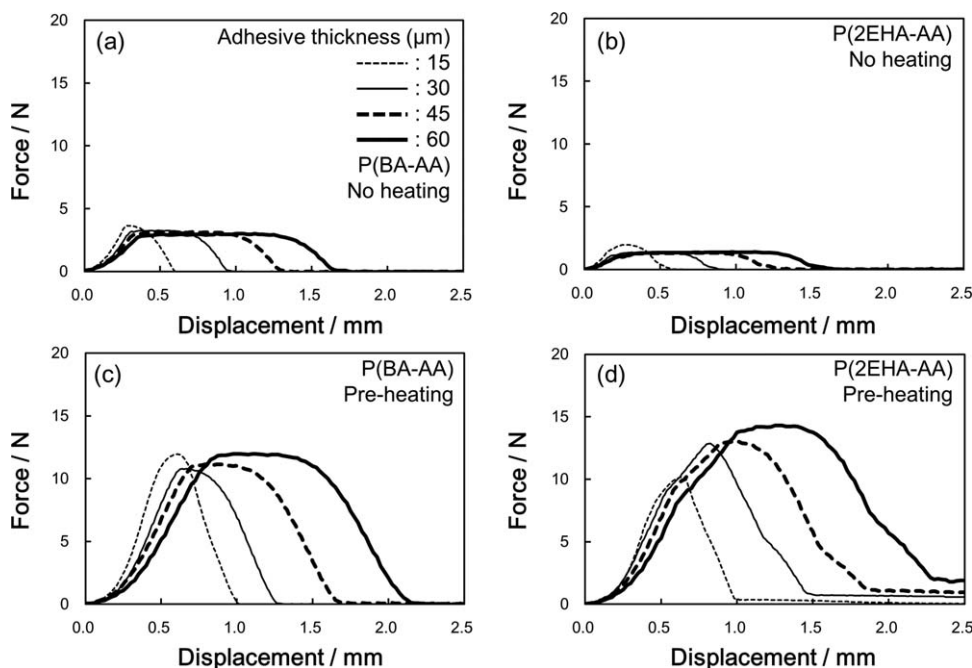 (a)
Adhesive thickness (μm)
: 15
: 30
: 45
: 60
P(BA-AA)
No heating
20
15
10
5
0
Force / N
0.0 0.5 1.0 1.5 2.0 2.5
Displacement / mm
(b)
P(2EHA-AA)
No heating
20
15
10
5
0
Force / N
0.0 0.5 1.0 1.5 2.0 2.5
Displacement / mm
(c)
P(BA-AA)
Pre-heating
20
15
10
5
0
Force / N
0.0 0.5 1.0 1.5 2.0 2.5
Displacement / mm
(d)
P(2EHA-AA)
Pre-heating
20
15
10
5
0
Force / N
0.0 0.5 1.0 1.5 2.0 2.5
Displacement / mm